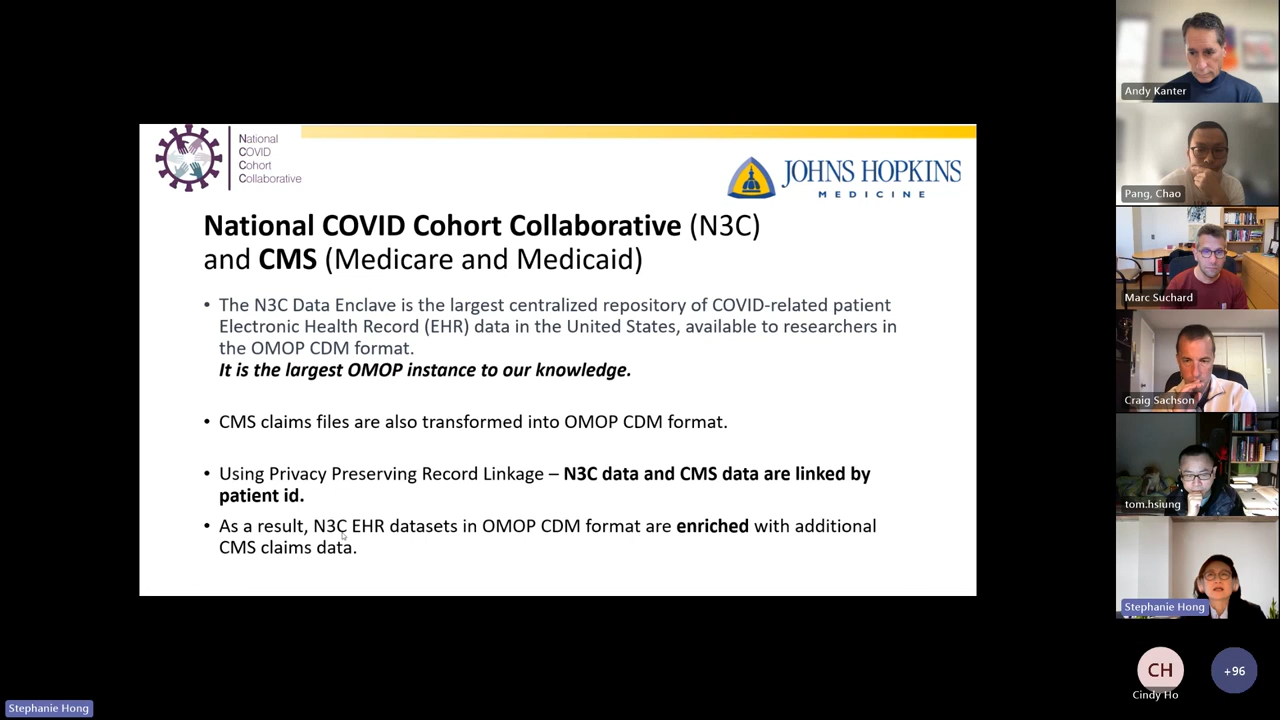 National
COVID
Cohort
Collaborative
JOHNS HOPKINS
MEDICINE
National COVID Cohort Collaborative (N3C)
and CMS (Medicare and Medicaid)
• The N3C Data Enclave is the largest centralized repository of COVID-related patient
Electronic Health Record (EHR) data in the United States, available to researchers in
the OMOP CDM format.
It is the largest OMOP instance to our knowledge.
• CMS claims files are also transformed into OMOP CDM format.
• Using Privacy Preserving Record Linkage – N3C data and CMS data are linked by
patient id.
• As a result, N3C EHR datasets in OMOP CDM format are enriched with additional
CMS claims data.
Andy Kanter
Pang, Chao
Marc Suchard
Craig Sachson
tom.hsiung
Stephanie Hong
CH
+96
Cindy Ho
Stephanie Hong